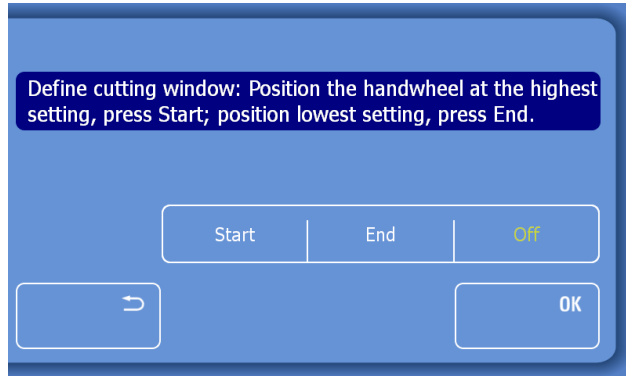 Define cutting window: Position the handwheel at the highest
setting, press Start; position lowest setting, press End.
Start End Off
OK